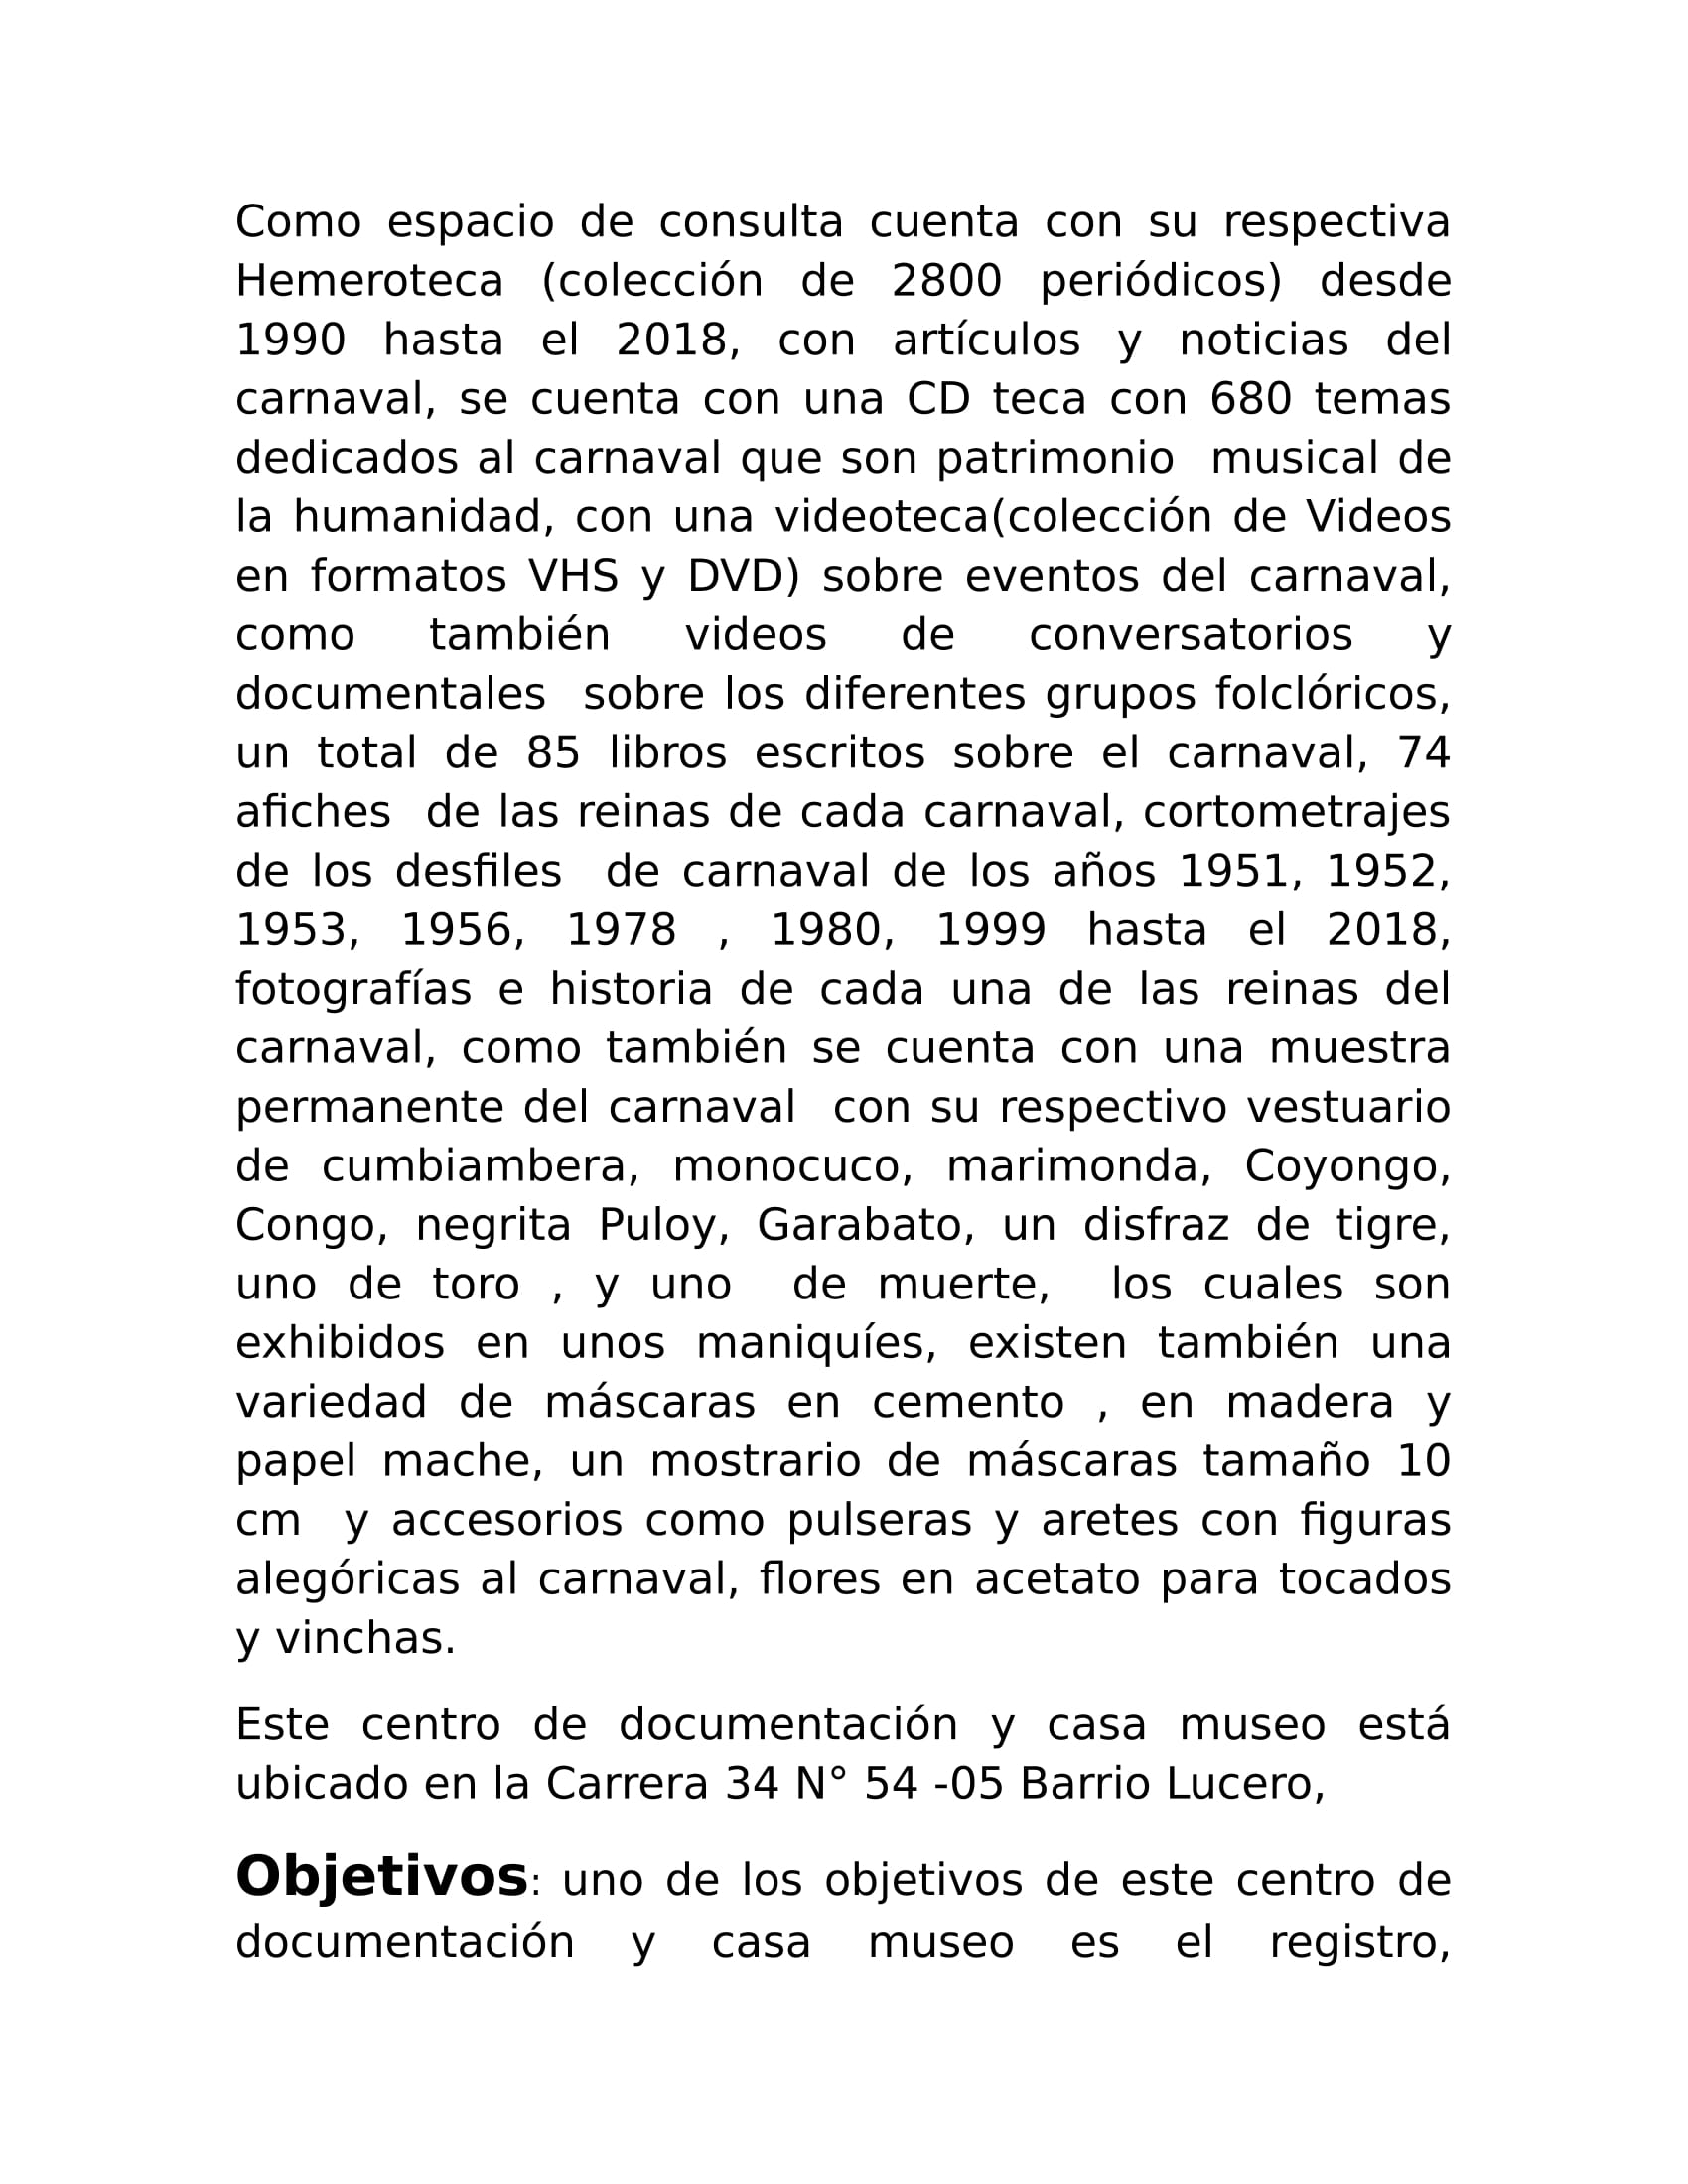 Como espacio de consulta cuenta con su respectiva
Hemeroteca (colección de 2800 periódicos) desde
1990 hasta el 2018, con artículos y noticias del
carnaval, se cuenta con una CD teca con 680 temas
dedicados al carnaval que son patrimonio  musical de
la humanidad, con una videoteca(colección de Videos
en formatos VHS y DVD) sobre eventos del carnaval,
como también videos de conversatorios y
documentales  sobre los diferentes grupos folclóricos,
un total de 85 libros escritos sobre el carnaval, 74
afiches  de las reinas de cada carnaval, cortometrajes
de los desfiles  de carnaval de los años 1951, 1952,
1953, 1956, 1978 , 1980, 1999 hasta el 2018,
fotografías e historia de cada una de las reinas del
carnaval, como también se cuenta con una muestra
permanente del carnaval  con su respectivo vestuario
de cumbiambera, monocuco, marimonda, Coyongo,
Congo, negrita Puloy, Garabato, un disfraz de tigre,
uno de toro , y uno  de muerte,  los cuales son
exhibidos en unos maniquíes, existen también una
variedad de máscaras en cemento , en madera y
papel mache, un mostrario de máscaras tamaño 10
cm  y accesorios como pulseras y aretes con figuras
alegóricas al carnaval, flores en acetato para tocados
y vinchas.
Este centro de documentación y casa museo está
ubicado en la Carrera 34 N° 54 -05 Barrio Lucero,
Objetivos: uno de los objetivos de este centro de
documentación y casa museo es el registro,